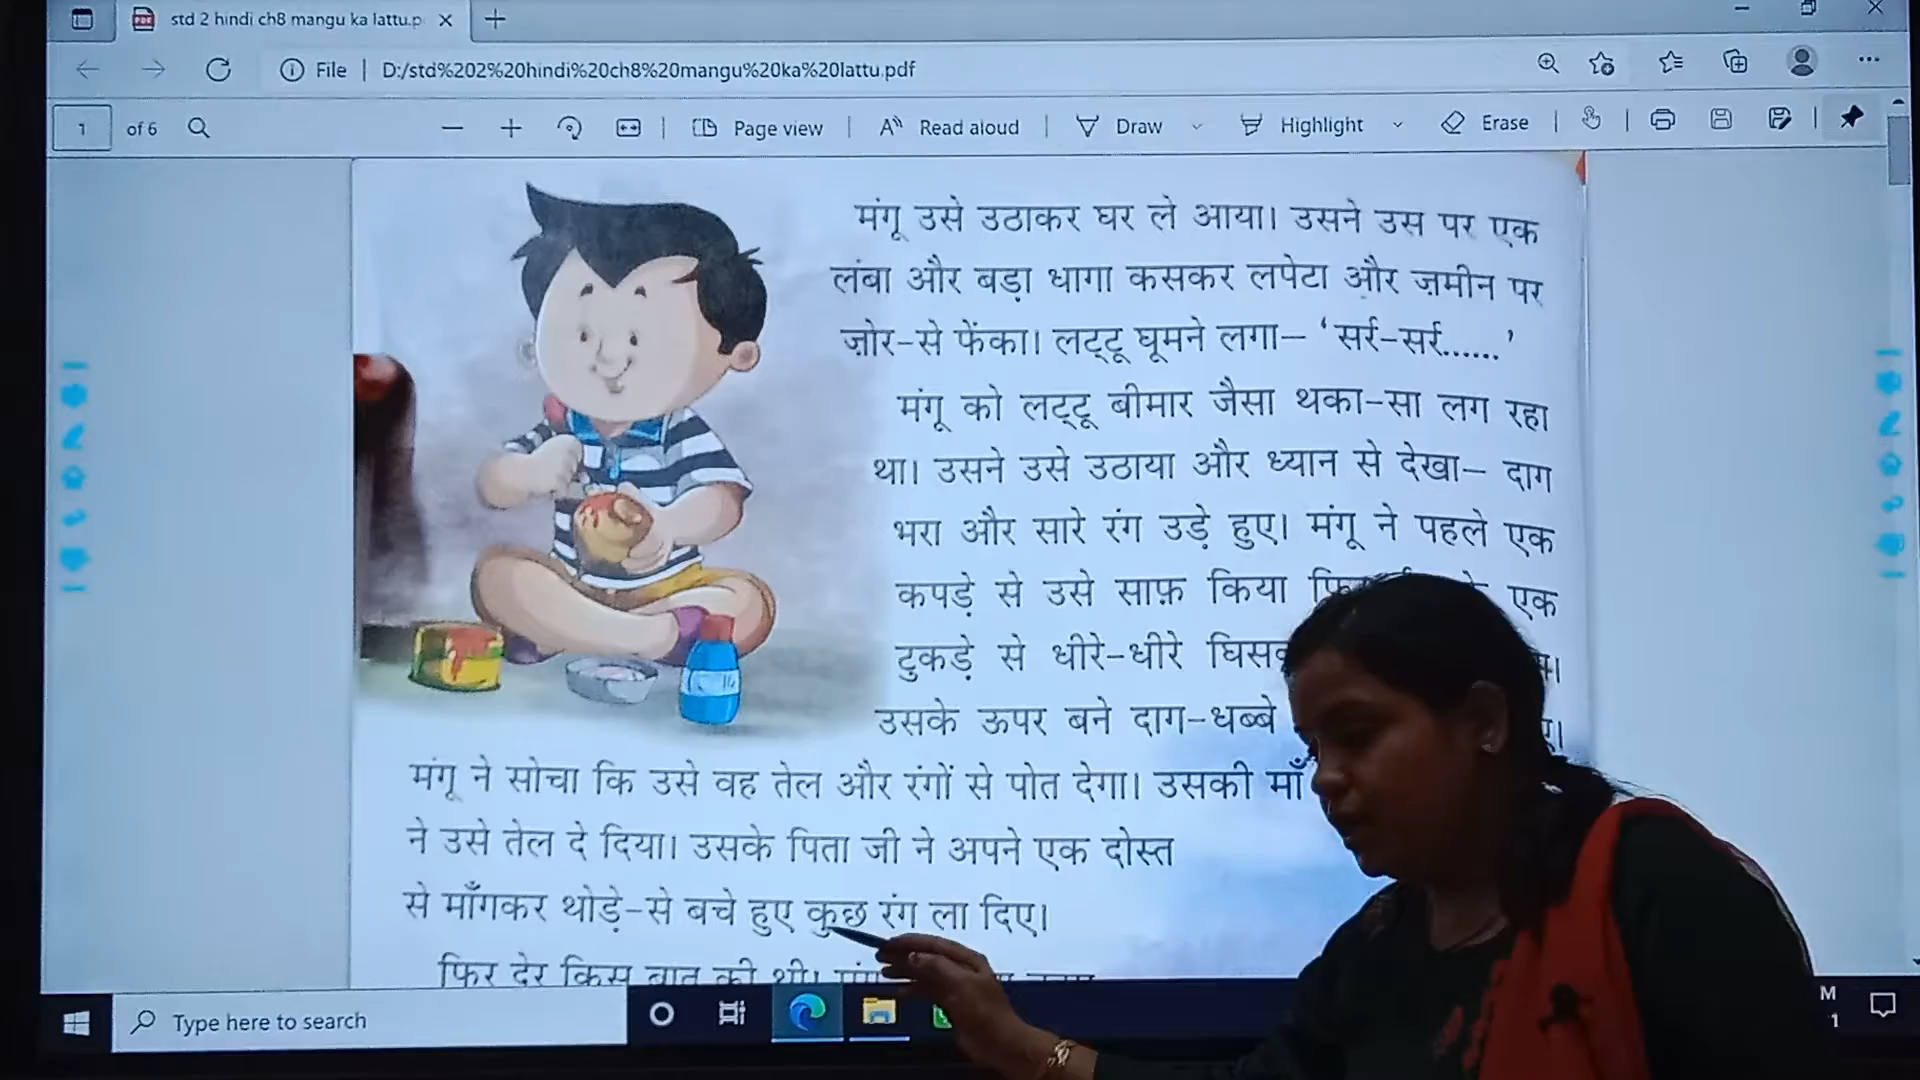 std 2 hindi ch8 mangu ka lattu.p
File | D:/std%202%20hindi%20ch8%20mangu%20ka%20lattu.pdf
1 of 6 Page view Read aloud Draw Highlight Erase
मंगू उसे उठाकर घर ले आया। उसने उस पर एक
लंबा और बड़ा धागा कसकर लपेटा और ज़मीन पर
ज़ोर-से फेंका। लट्टू घूमने लगा– ‘सर्र-सर्र......’
मंगू को लट्टू बीमार जैसा थका-सा लग रहा
था। उसने उसे उठाया और ध्यान से देखा– दाग
भरा और सारे रंग उड़े हुए। मंगू ने पहले एक
कपड़े से उसे साफ़ किया एक
टुकड़े से धीरे-धीरे
उसके ऊपर बने दाग-धब्बे
मंगू ने सोचा कि उसे वह तेल और रंगों से पोत देगा। उसकी माँ
ने उसे तेल दे दिया। उसके पिता जी ने अपने एक दोस्त
से माँगकर थोड़े-से बचे हुए कुछ रंग ला दिए।
फिर देर किस बात की थी।
Type here to search
M
1